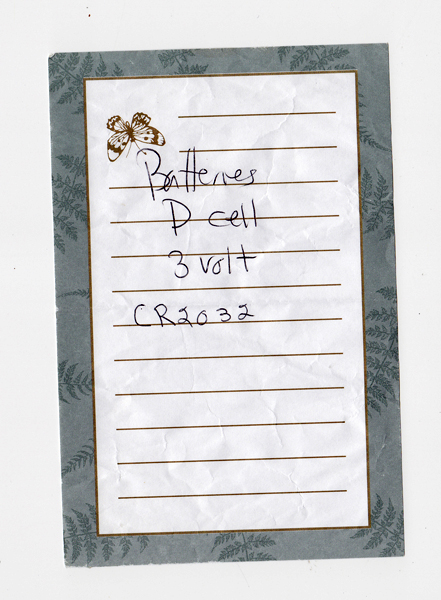 Batteries
D cell
3 volt
CR2032